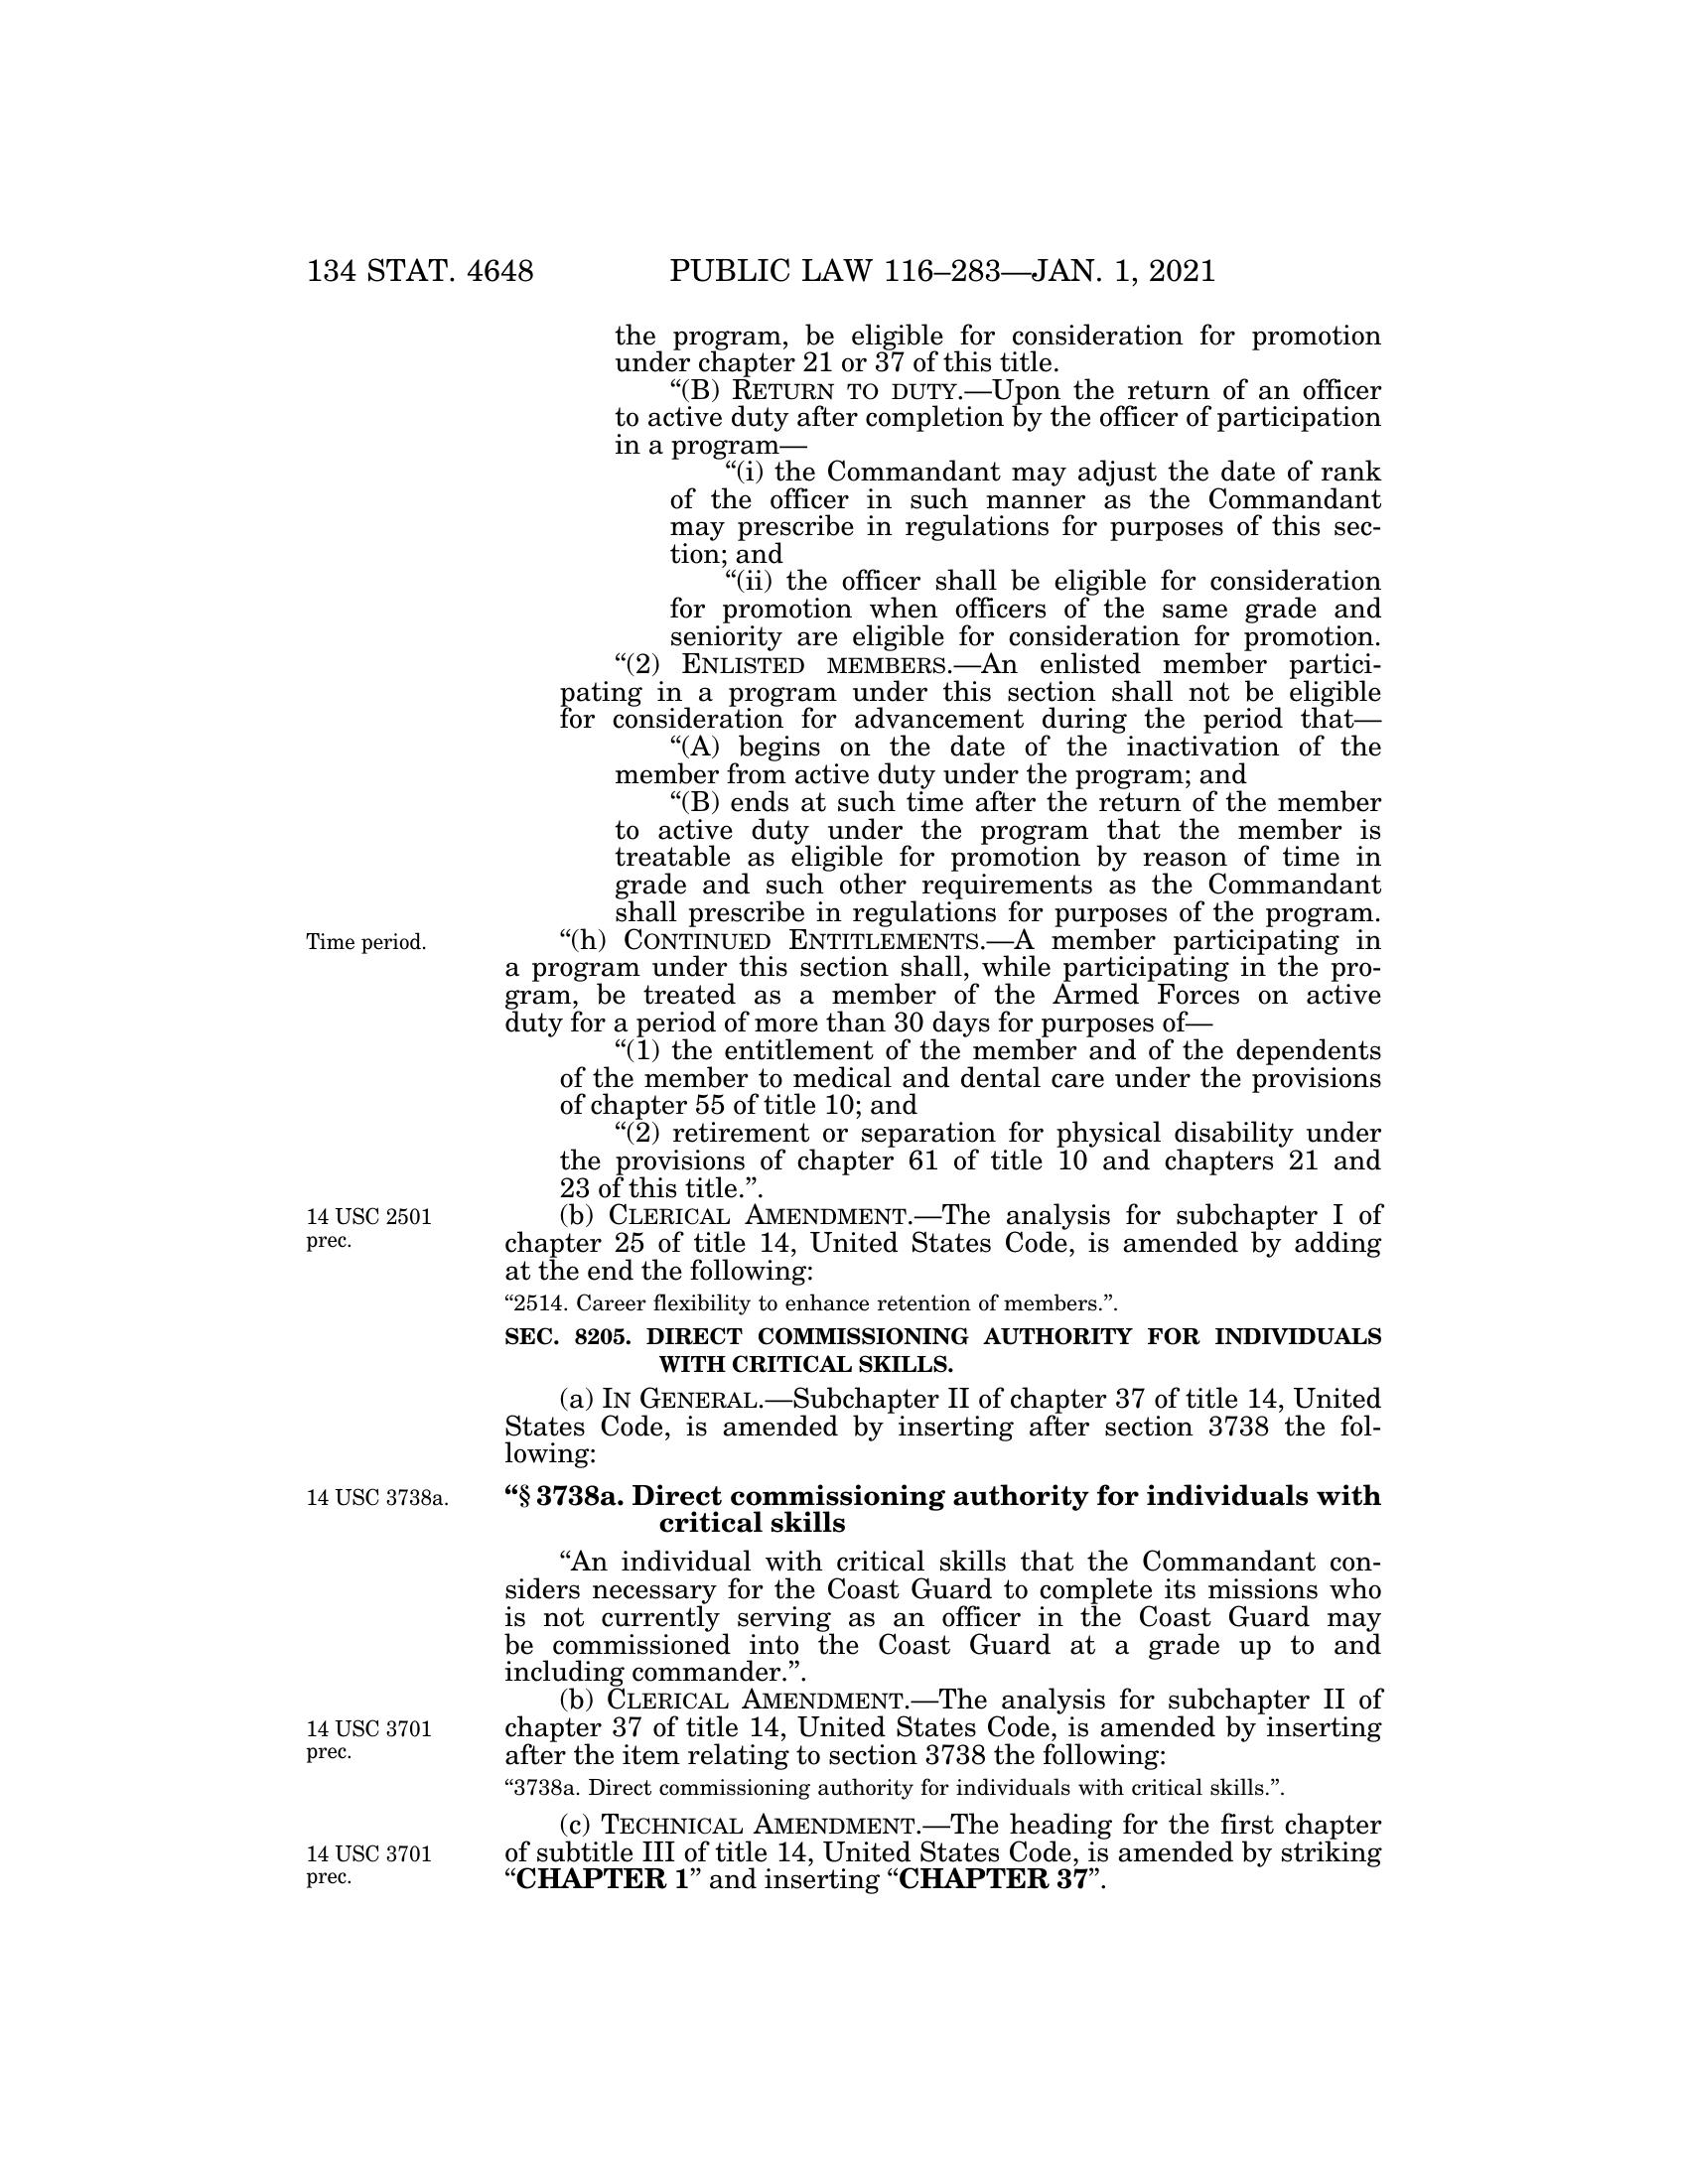 134 STAT. 4648
PUBLIC LAW 116–283—JAN. 1, 2021
the program, be eligible for consideration for promotion
under chapter 21 or 37 of this title.
“(B) RETURN TO DUTY.—Upon the return of an officer
to active duty after completion by the officer of participation
in a program—
“(i) the Commandant may adjust the date of rank
of the officer in such manner as the Commandant
may prescribe in regulations for purposes of this sec-
tion; and
“(ii) the officer shall be eligible for consideration
for promotion when officers of the same grade and
seniority are eligible for consideration for promotion.
“(2) ENLISTED MEMBERS.—An enlisted member partici-
pating in a program under this section shall not be eligible
for consideration for advancement during the period that—
“(A) begins on the date of the inactivation of the
member from active duty under the program; and
“(B) ends at such time after the return of the member
to active duty under the program that the member is
treatable as eligible for promotion by reason of time in
grade and such other requirements as the Commandant
shall prescribe in regulations for purposes of the program.
Time period.
“(h) CONTINUED ENTITLEMENTS.—A member participating in
a program under this section shall, while participating in the pro-
gram, be treated as a member of the Armed Forces on active
duty for a period of more than 30 days for purposes of—
“(1) the entitlement of the member and of the dependents
of the member to medical and dental care under the provisions
of chapter 55 of title 10; and
“(2) retirement or separation for physical disability under
the provisions of chapter 61 of title 10 and chapters 21 and
23 of this title.”.
14 USC 2501
prec.
(b) CLERICAL AMENDMENT.—The analysis for subchapter I of
chapter 25 of title 14, United States Code, is amended by adding
at the end the following:
“2514. Career flexibility to enhance retention of members.”.
SEC. 8205. DIRECT COMMISSIONING AUTHORITY FOR INDIVIDUALS
WITH CRITICAL SKILLS.
(a) IN GENERAL.—Subchapter II of chapter 37 of title 14, United
States Code, is amended by inserting after section 3738 the fol-
lowing:
14 USC 3738a.
“§ 3738a. Direct commissioning authority for individuals with
critical skills
“An individual with critical skills that the Commandant con-
siders necessary for the Coast Guard to complete its missions who
is not currently serving as an officer in the Coast Guard may
be commissioned into the Coast Guard at a grade up to and
including commander.”.
(b) CLERICAL AMENDMENT.—The analysis for subchapter II of
14 USC 3701
prec.
chapter 37 of title 14, United States Code, is amended by inserting
after the item relating to section 3738 the following:
“3738a. Direct commissioning authority for individuals with critical skills.”.
(c) TECHNICAL AMENDMENT.—The heading for the first chapter
14 USC 3701
prec.
of subtitle III of title 14, United States Code, is amended by striking
“CHAPTER 1” and inserting “CHAPTER 37”.